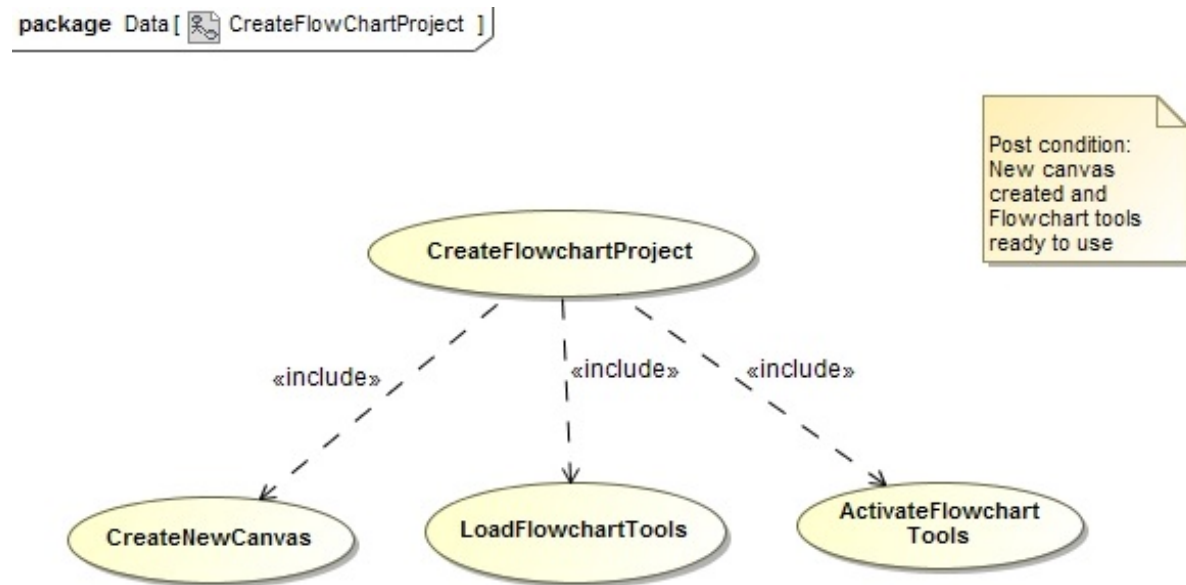 package Data [ CreateFlowChartProject ]
Post condition:
New canvas
created and
Flowchart tools
ready to use
CreateFlowchartProject
«include» «include» «include»
CreateNewCanvas
LoadFlowchartTools
ActivateFlowchart
Tools